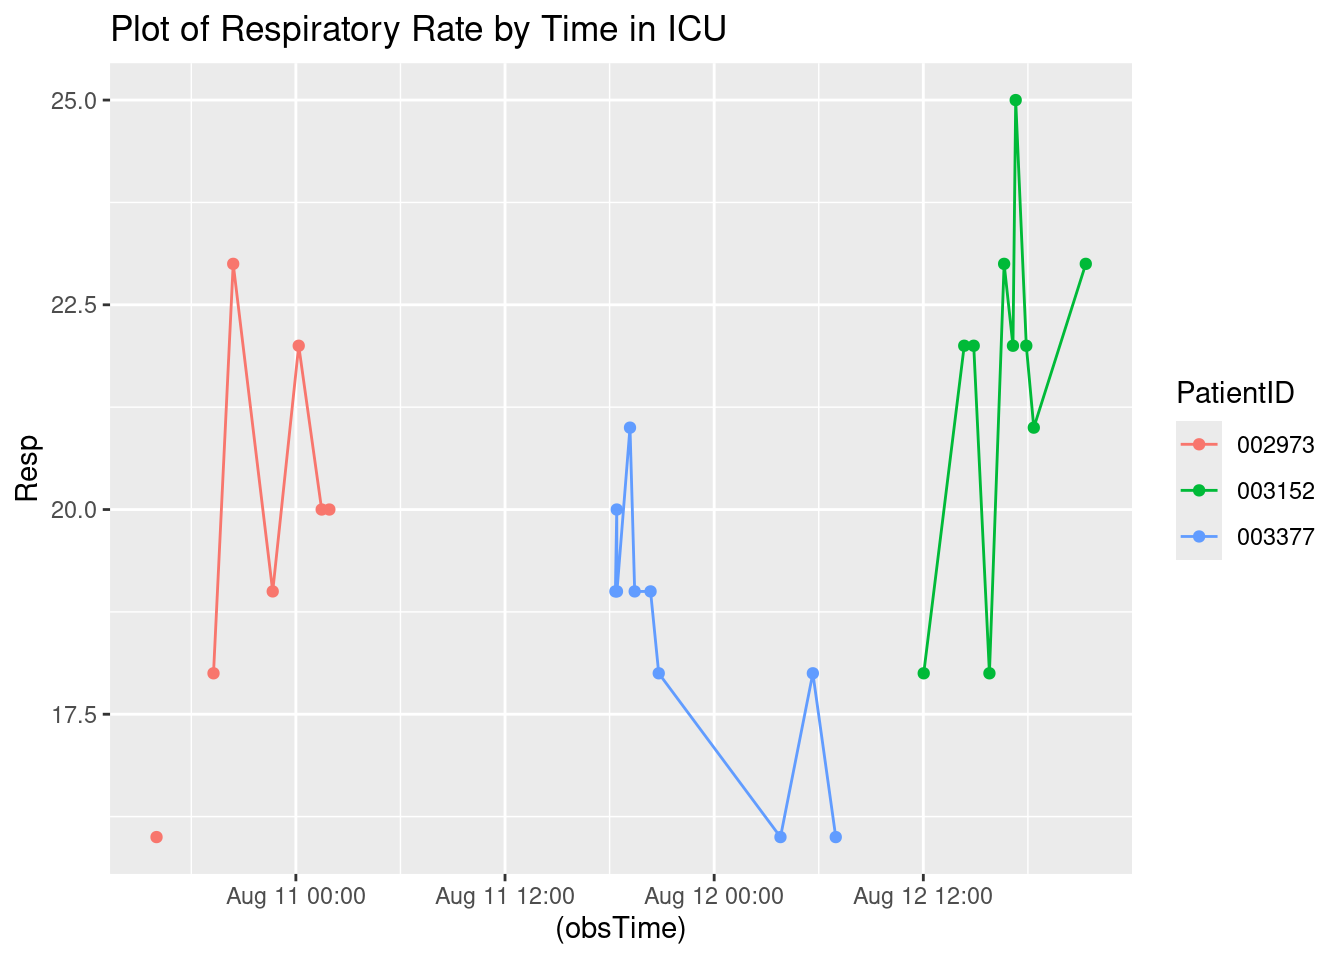 Plot of Respiratory Rate by Time in ICU
25.0
22.5
20.0
17.5
Resp
Aug 11 00:00 Aug 11 12:00 Aug 12 00:00 Aug 12 12:00
(obsTime)
PatientID
002973
003152
003377